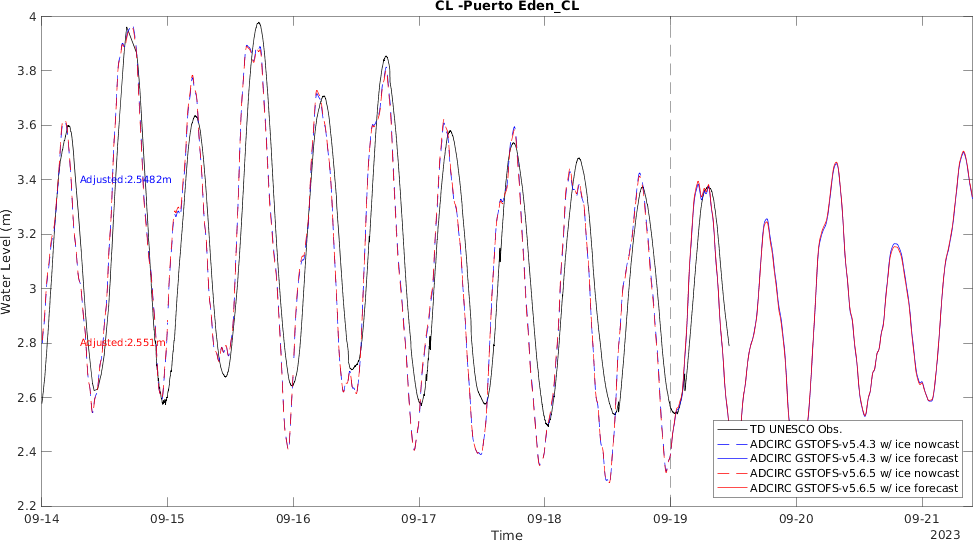 CL -Puerto Eden_CL
Water Level (m)
4
3.8
3.6
3.4
3.2
3
2.8
2.6
2.4
2.2
Adjusted:2.5482m
Adjusted:2.551m
TD UNESCO Obs.
ADCIRC GSTOFS-v5.4.3 w/ ice nowcast
ADCIRC GSTOFS-v5.4.3 w/ ice forecast
ADCIRC GSTOFS-v5.6.5 w/ ice nowcast
ADCIRC GSTOFS-v5.6.5 w/ ice forecast
09-14 09-15 09-16 09-17 09-18 09-19 09-20 09-21
Time
2023